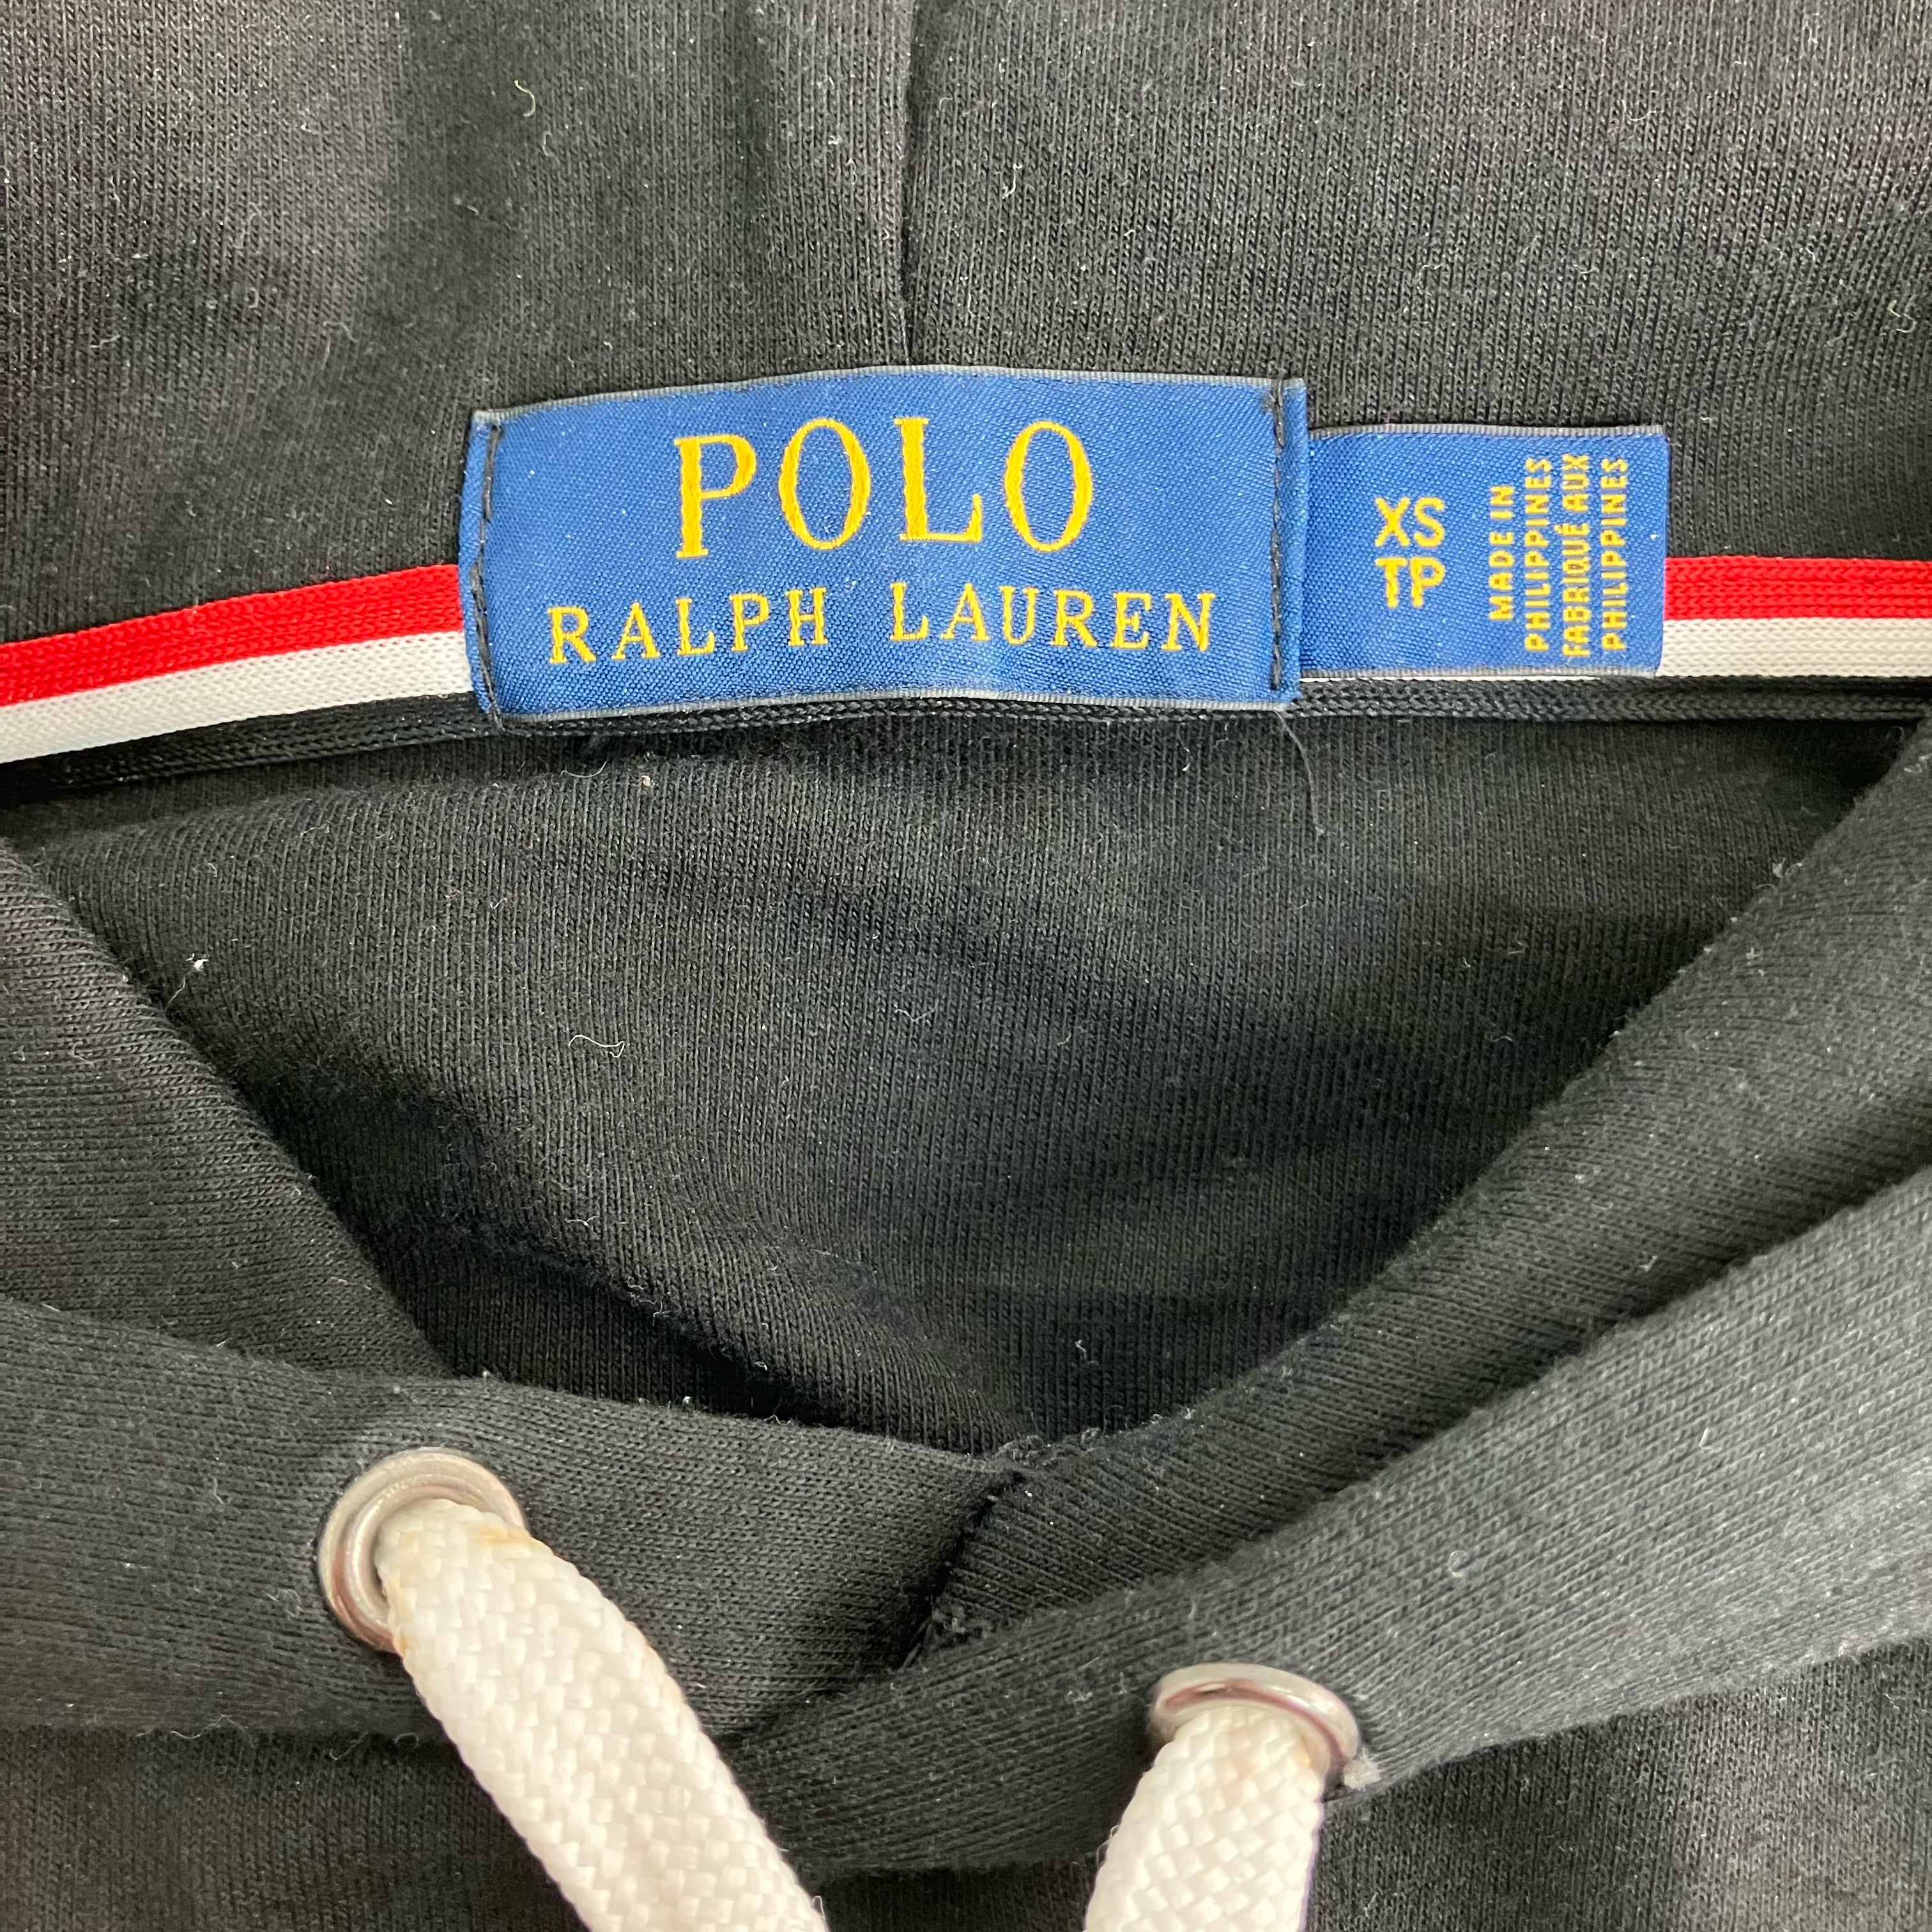 POLO
RALPH LAUREN
XS
TP
MADE IN
PHILIPPINES
FABRIQUÉ AUX
PHILIPPINES